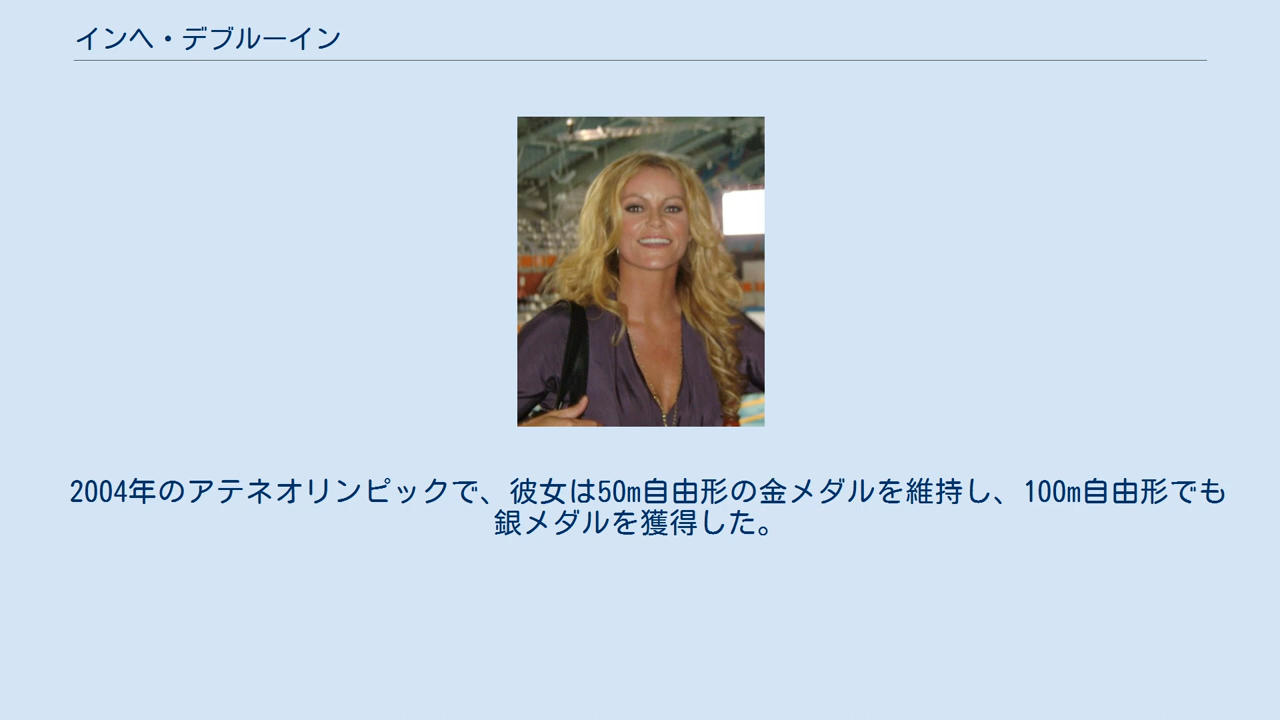 インヘ・デブルーイン
2004年のアテネオリンピックで、彼女は50m自由形の金メダルを維持し、100m自由形でも
銀メダルを獲得した。